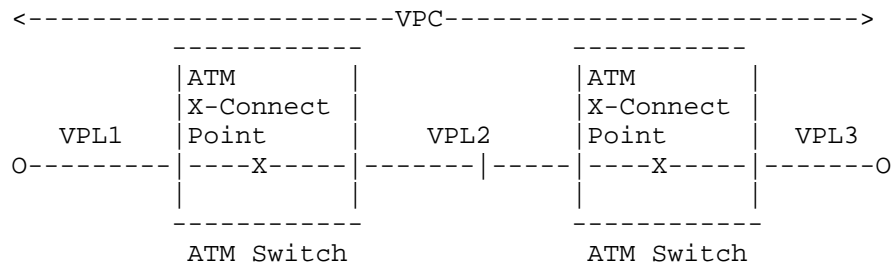 <-----------------------VPC-------------------------->
------------ -----------
|ATM | |ATM |
|X-Connect | |X-Connect |
VPL1 |Point | VPL2 |Point | VPL3
O---------|----X-----|-------|-----|----X-----|-------O
| | | |
------------ ------------
ATM Switch ATM Switch